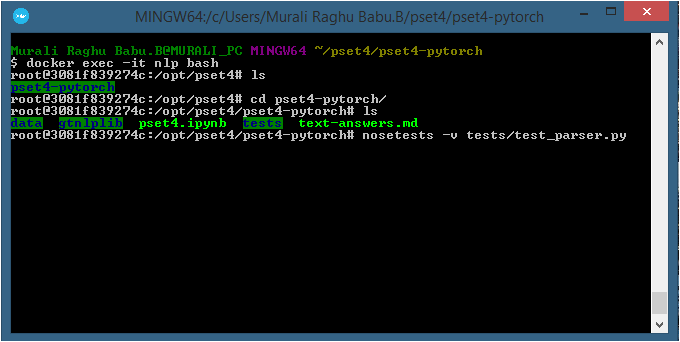 MINGW64:/c/Users/Murali Raghu Babu.B/pset4/pset4-pytorch
Murali Raghu Babu.B@MURALI_PC MINGW64 ~/pset4/pset4-pytorch
$ docker exec -it nlp bash
root@3081f839274c:/opt/pset4# ls
pset4-pytorch
root@3081f839274c:/opt/pset4# cd pset4-pytorch/
root@3081f839274c:/opt/pset4/pset4-pytorch# ls
data gtnlplib pset4.ipynb tests text-answers.md
root@3081f839274c:/opt/pset4/pset4-pytorch# nosetests -v tests/test_parser.py